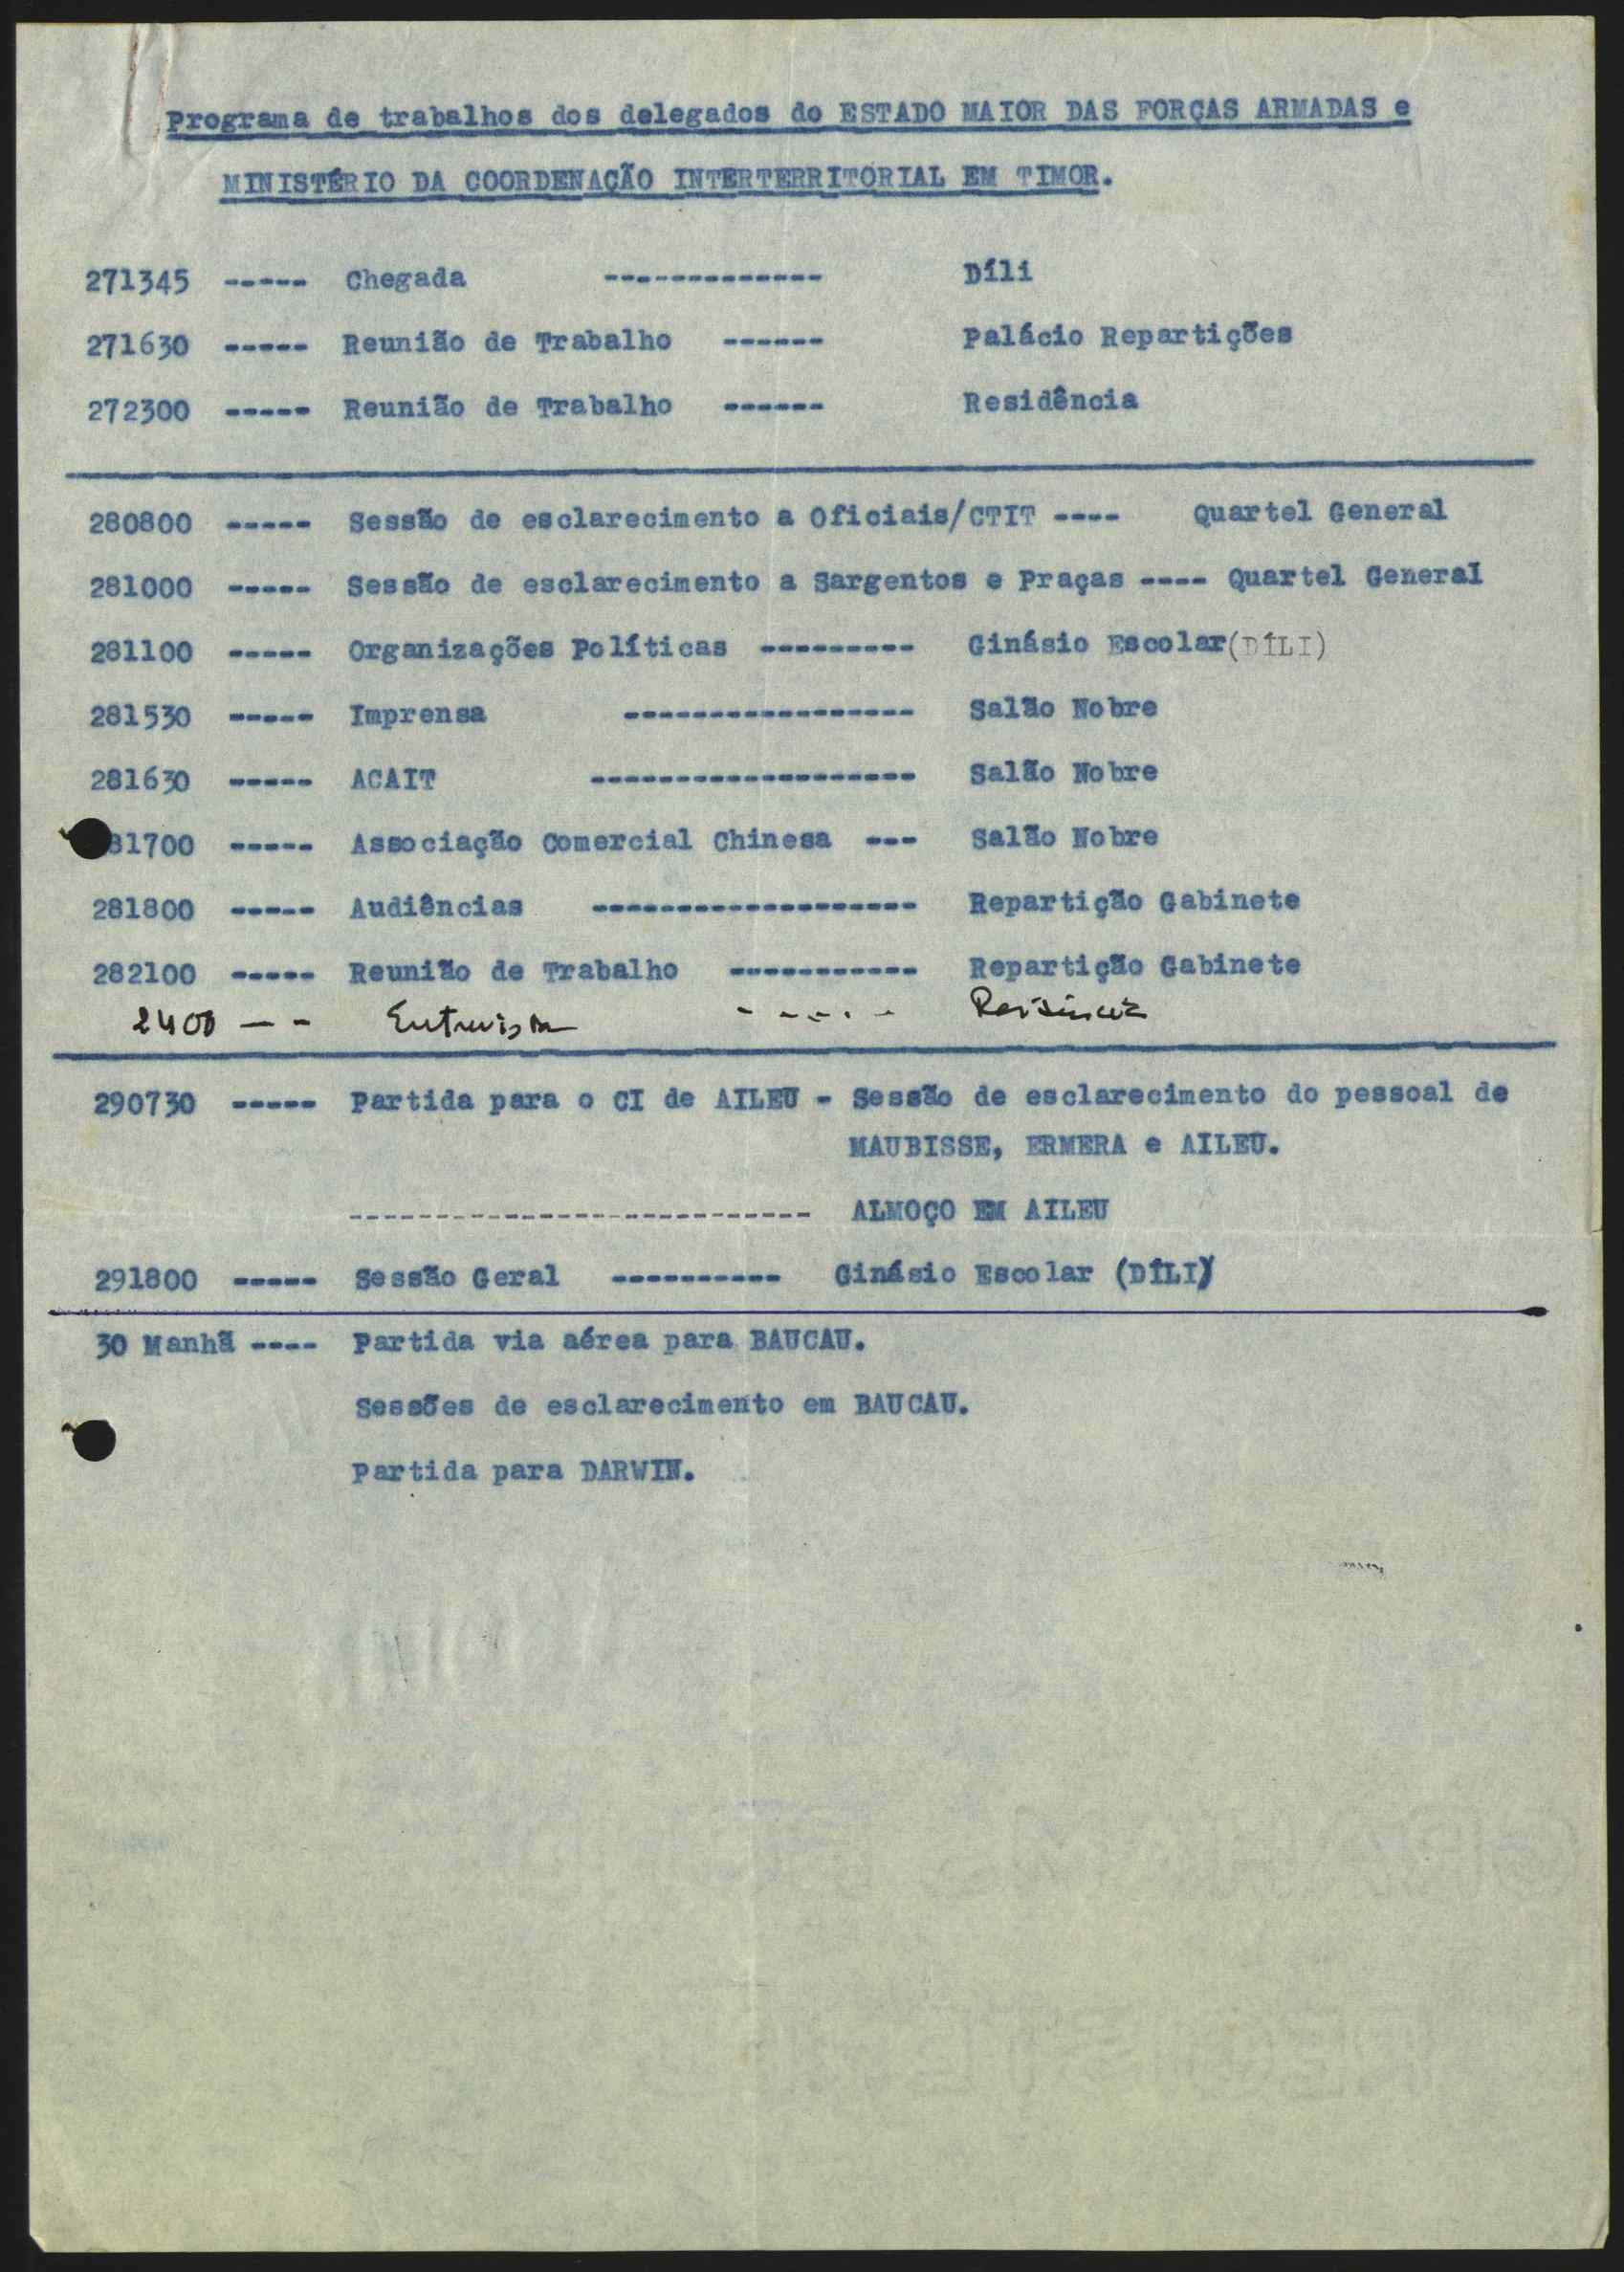 Programa de trabalhos dos delegados do ESTADO MAIOR DAS FORÇAS ARMADAS e
MINISTÉRIO DA COORDENAÇÃO INTERTERRITORIAL EM TIMOR.
271345 ----- Chegada ------------- Díli
271630 ----- Reunião de Trabalho ------ Palácio Repartições
272300 ----- Reunião de Trabalho ------ Residência
280800 ----- Sessão de esclarecimento a Oficiais/CTIT ---- Quartel General
281000 ----- Sessão de esclarecimento a Sargentos e Praças ---- Quartel General
281100 ----- Organizações Políticas --------- Ginásio Escolar(DÍLI)
281530 ----- Imprensa ----------------- Salão Nobre
281630 ----- ACAIT ------------------- Salão Nobre
81700 ----- Associação Comercial Chinesa --- Salão Nobre
281800 ----- Audiências ------------------- Repartição Gabinete
282100 ----- Reunião de Trabalho ----------- Repartição Gabinete
2400 -- Entrevista ----- Residência
290730 ----- Partida para o CI de AILEU - Sessão de esclarecimento do pessoal de
MAUBISSE, ERMERA e AILEU.
--------------------------- ALMOÇO EM AILEU
291800 ----- Sessão Geral ---------- Ginásio Escolar (DÍLI)
30 Manhã ---- Partida via aérea para BAUCAU.
Sessões de esclarecimento em BAUCAU.
Partida para DARWIN.